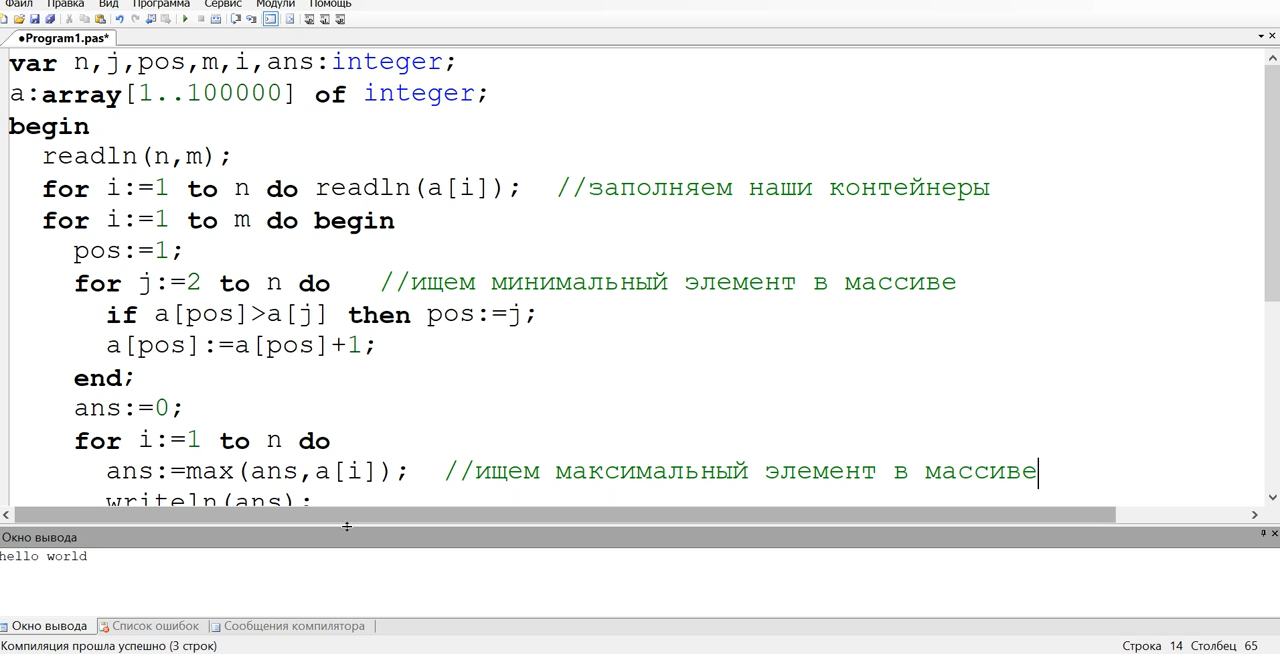 Файл Правка Вид Программа Сервис Модули Помощь
●Program1.pas*
var n,j,pos,m,i,ans:integer;
a:array[1..100000] of integer;
begin
readln(n,m);
for i:=1 to n do readln(a[i]); //заполняем наши контейнеры
for i:=1 to m do begin
pos:=1;
for j:=2 to n do //ищем минимальный элемент в массиве
if a[pos]>a[j] then pos:=j;
a[pos]:=a[pos]+1;
end;
ans:=0;
for i:=1 to n do
ans:=max(ans,a[i]); //ищем максимальный элемент в массиве
writeln(ans);
Окно вывода
hello world
Окно вывода Список ошибок Сообщения компилятора
Компиляция прошла успешно (3 строк) Строка 14 Столбец 65